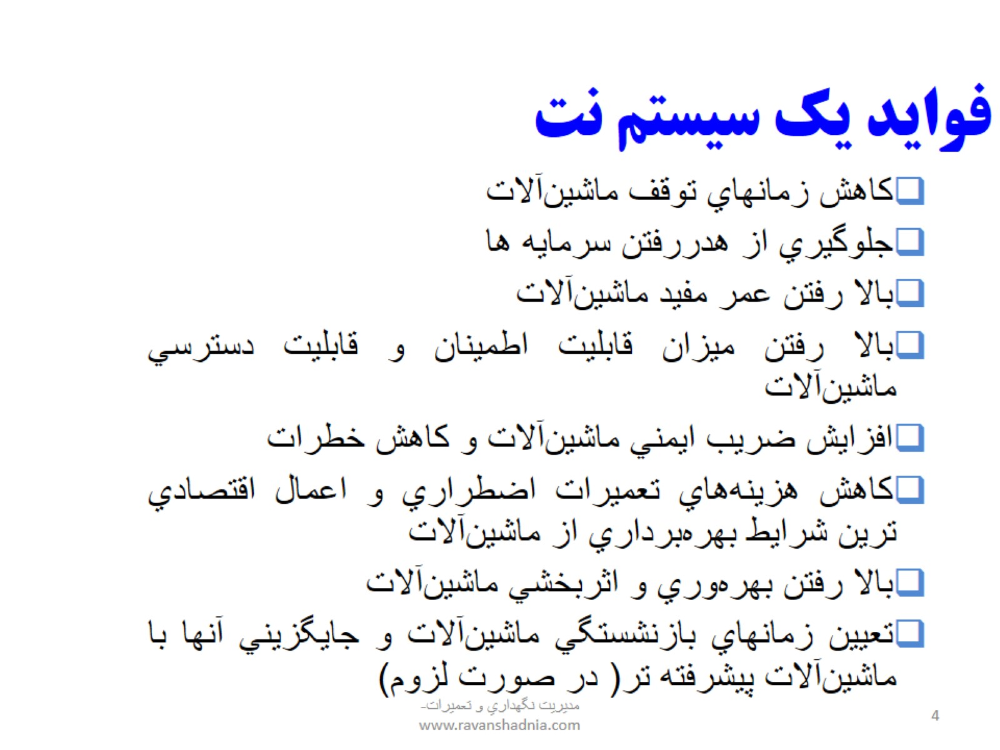 فوايد يک سيستم نت
كاهش زمانهاي توقف ماشين‌آلات
جلوگيري از هدررفتن سرمايه ها
بالا رفتن عمر مفيد ماشين‌آلات
بالا رفتن ميزان قابليت اطمينان و قابليت دسترسي
ماشين‌آلات
افزايش ضريب ايمني ماشين‌آلات و كاهش خطرات
كاهش هزينه‌هاي تعميرات اضطراري و اعمال اقتصادي
ترين شرايط بهره‌برداري از ماشين‌آلات
بالا رفتن بهره‌وري و اثربخشي ماشين‌آلات
تعيين زمانهاي بازنشستگي ماشين‌آلات و جايگزيني آنها با
ماشين‌آلات پيشرفته تر( در صورت لزوم)
مديريت نگهداري و تعميرات-
www.ravanshadnia.com
4